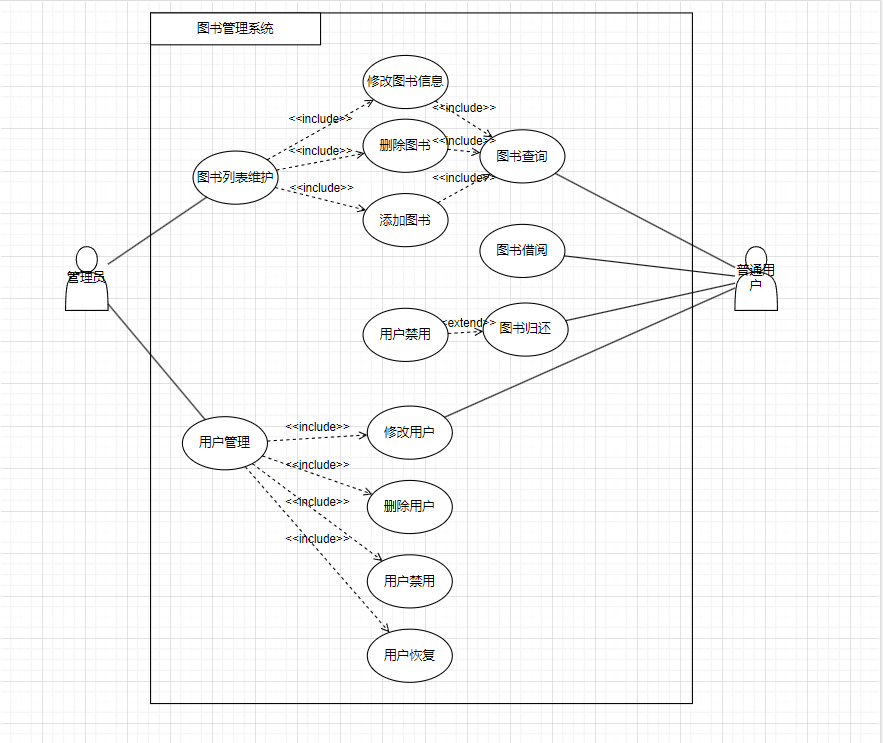 图书管理系统
修改图书信息
<<include>>
<<include>>
删除图书
<<include>>
<<include>>
图书查询
图书列表维护
<<include>>
<<include>>
添加图书
图书借阅
管理员
普通用
户
用户禁用
<extend>>
图书归还
用户管理
<<include>>
修改用户
<<include>>
删除用户
<<include>>
<<include>>
用户禁用
用户恢复